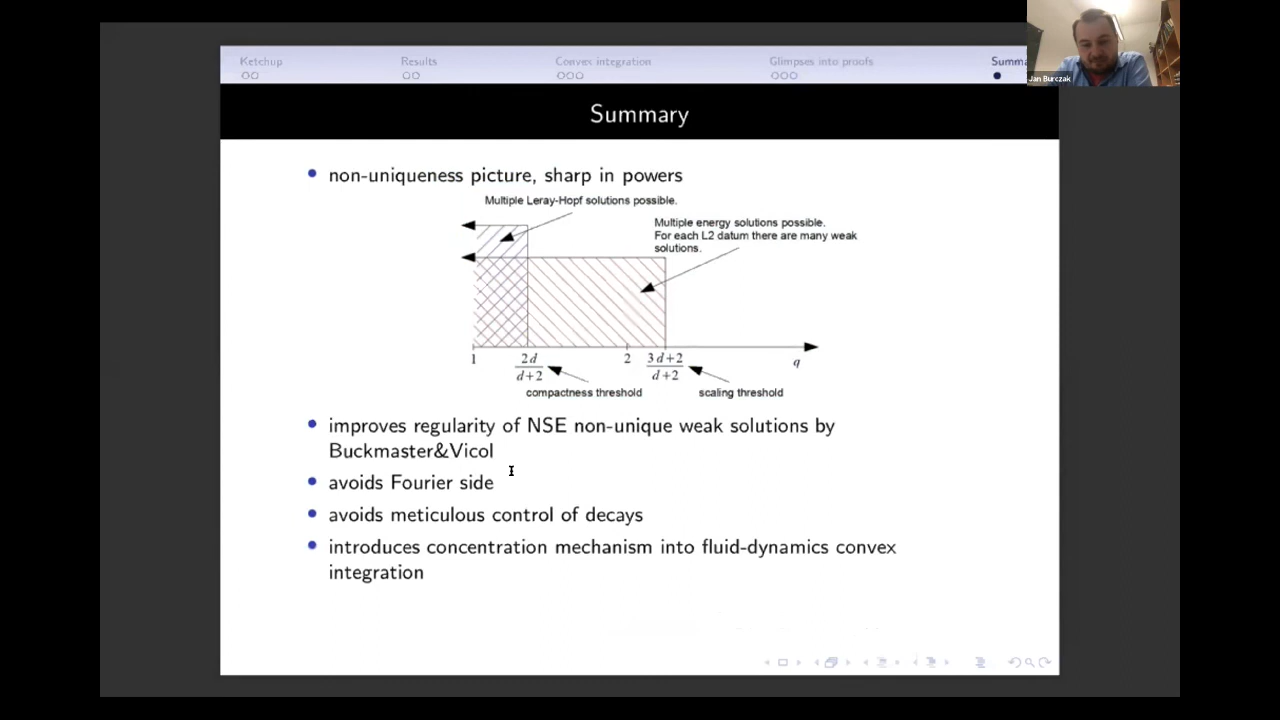 Ketchup Results Convex integration Glimpses into proofs Summa
Jan Burczak
Summary
• non-uniqueness picture, sharp in powers
Multiple Leray-Hopf solutions possible.
Multiple energy solutions possible.
For each L2 datum there are many weak
solutions.
1 2d/d+2 2 3d+2/d+2 q
compactness threshold scaling threshold
• improves regularity of NSE non-unique weak solutions by
Buckmaster&Vicol
• avoids Fourier side
• avoids meticulous control of decays
• introduces concentration mechanism into fluid-dynamics convex
integration